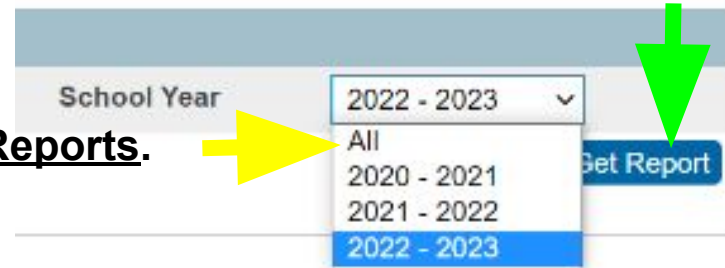 School Year
2022 - 2023
Reports.
All
2020 - 2021
Get Report
2021 - 2022
2022 - 2023